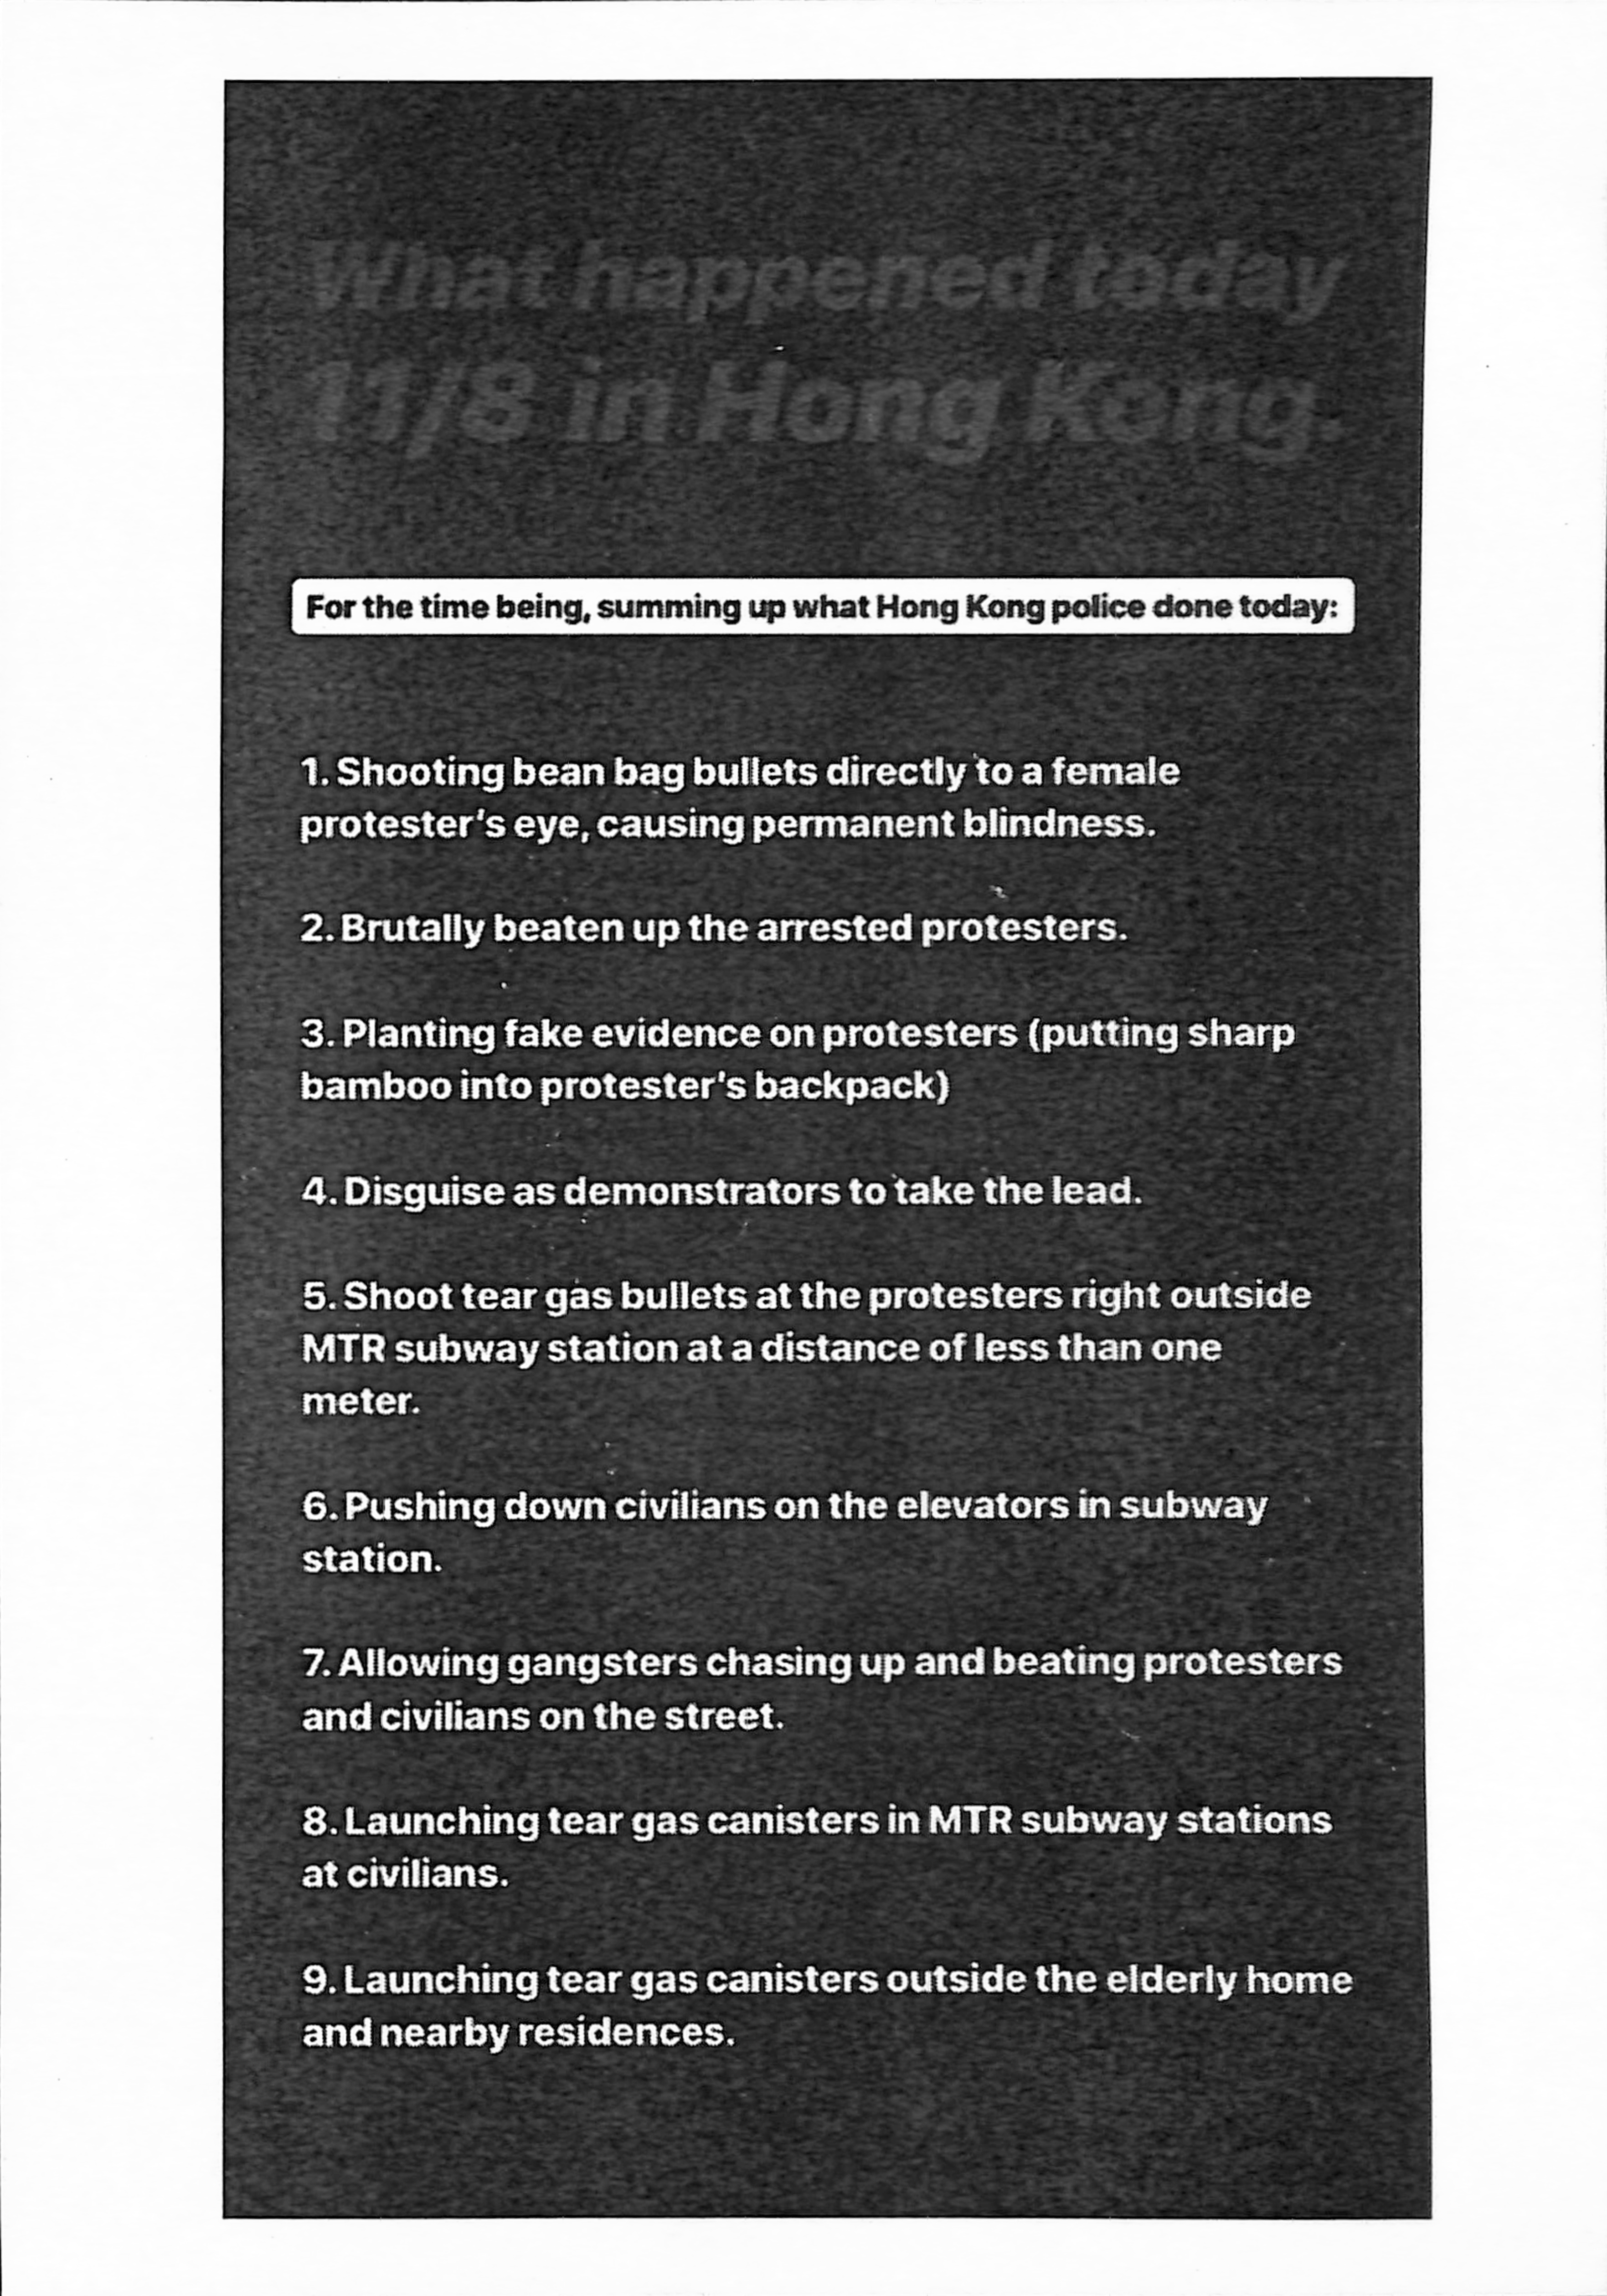 What happened today
11/8 in Hong Kong.
For the time being, summing up what Hong Kong police done today:
1. Shooting bean bag bullets directly to a female
protester's eye, causing permanent blindness.
2. Brutally beaten up the arrested protesters.
3. Planting fake evidence on protesters (putting sharp
bamboo into protester's backpack)
4. Disguise as demonstrators to take the lead.
5. Shoot tear gas bullets at the protesters right outside
MTR subway station at a distance of less than one
meter.
6. Pushing down civilians on the elevators in subway
station.
7. Allowing gangsters chasing up and beating protesters
and civilians on the street.
8. Launching tear gas canisters in MTR subway stations
at civilians.
9. Launching tear gas canisters outside the elderly home
and nearby residences.